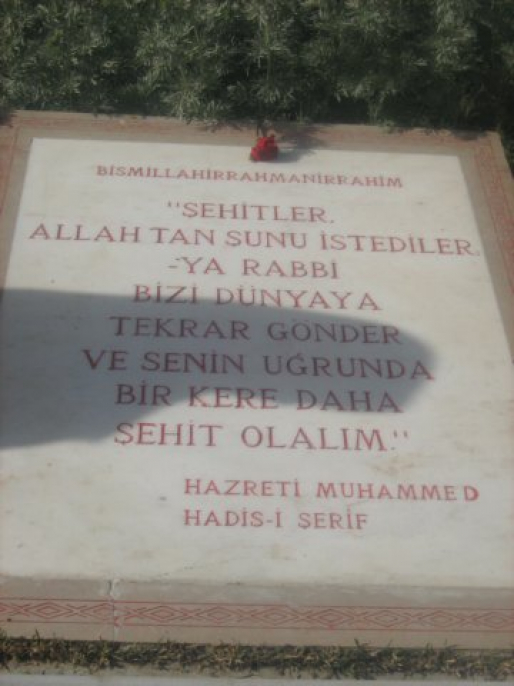 BİSMİLLAHİRRAHMANİRRAHİM
"ŞEHİTLER.
ALLAH TAN ŞUNU İSTEDİLER.
-YA RABBİ
BİZİ DÜNYAYA
TEKRAR GÖNDER
VE SENİN UĞRUNDA
BİR KERE DAHA
ŞEHİT OLALIM."
HAZRETİ MUHAMMED
HADİS-İ ŞERİF